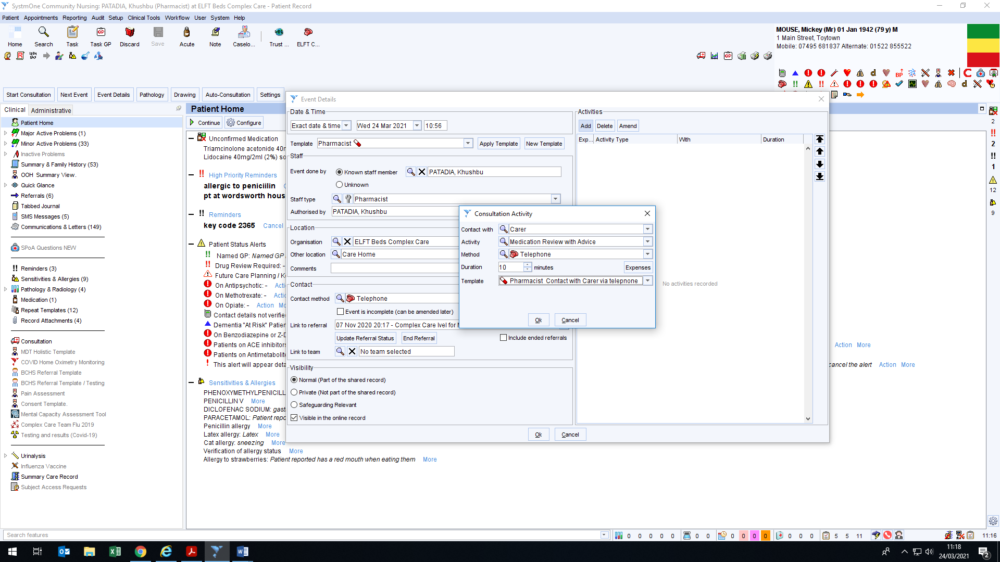 SystmOne Community Nursing: PATADIA, Khushbu (Pharmacist) at ELFT Beds Complex Care - Patient Record
Patient Appointments Reporting Audit Setup Clinical Tools Workflow User System Help
Home Search Task Task GP Discard Save Acute Note Caselo... Trust ... ELFT C...
MOUSE, Mickey (Mr) 01 Jan 1942 (79 y) M
1 Main Street, Toytown
Mobile: 07495 681837 Alternate: 01522 855522
Start Consultation Next Event Event Details Pathology Drawing Auto-Consultation Settings
Clinical Administrative
Patient Home
Major Active Problems (1)
Minor Active Problems (33)
Inactive Problems
Summary & Family History (53)
OOH Summary View.
Quick Glance
Referrals (6)
Tabbed Journal
SMS Messages (5)
Communications & Letters (149)
SPoA Questions NEW
Reminders (3)
Sensitivities & Allergies (9)
Pathology & Radiology (4)
Medication (1)
Repeat Templates (12)
Record Attachments (4)
Consultation
MDT Holistic Template
COVID Home Oximetry Monitoring
BCHS Referral Template
BCHS Referral Template / Testing
Pain Assessment
Consent Template.
Mental Capacity Assessment Tool
Complex Care Team Flu 2019
Testing and results (Covid-19)
Urinalysis
Influenza Vaccine
Summary Care Record
Subject Access Requests
Patient Home
Continue Configure
Unconfirmed Medication
Triamcinolone acetonide 40m
Lidocaine 40mg/2ml (2%) so
High Priority Reminders
allergic to peniciilin
pt at wordsworth hous
Reminders
key code 2365 Cancel
Patient Status Alerts
Named GP: Named GP
Drug Review Required: -
Future Care Planning / K
On Antipsychotic: - Acti
On Methotrexate: - Actic
On Opiate: - Action Mo
Contact details not verifie
Dementia "At Risk" Patien
On Benzodiazepine or Z-D
Patients on ACE inhibitors
Patients on Antimetabolite
This alert will appear deta
Action More
cancel the alert Action More
Sensitivities & Allergies
PHENOXYMETHYLPENICILL
PENICILLIN V More
DICLOFENAC SODIUM: gast
PARACETAMOL: Patient repo
Penicillin allergy More
Latex allergy: Latex More
Cat allergy: sneezing More
Verification of allergy status More
Allergy to strawberries: Patient reported has a red mouth when eating them More
Event Details
Date & Time
Exact date & time Wed 24 Mar 2021 10:56
Template Pharmacist Apply Template New Template
Staff
Event done by Known staff member PATADIA, Khushbu
Unknown
Staff type Pharmacist
Authorised by PATADIA, Khushbu
Location
Organisation ELFT Beds Complex Care
Other location Care Home
Comments
Contact
Contact method Telephone
Event is incomplete (can be amended later)
Link to referral 07 Nov 2020 20:17 - Complex Care lvel for
Update Referral Status End Referral Include ended referrals
Link to team No team selected
Visibility
Normal (Part of the shared record)
Private (Not part of the shared record)
Safeguarding Relevant
Visible in the online record
Ok Cancel
Activities
Add Delete Amend
Exp... Activity Type With Duration
No activities recorded
Consultation Activity
Contact with Carer
Activity Medication Review with Advice
Method Telephone
Duration 10 minutes Expenses
Template Pharmacist Contact with Carer via telephone
Ok Cancel
2
2
1
12
9
Search features
0 0 0 0 0 0 0 0 0 0 0 0 0 0 5 5 11 11:16
11:18
24/03/2021
2